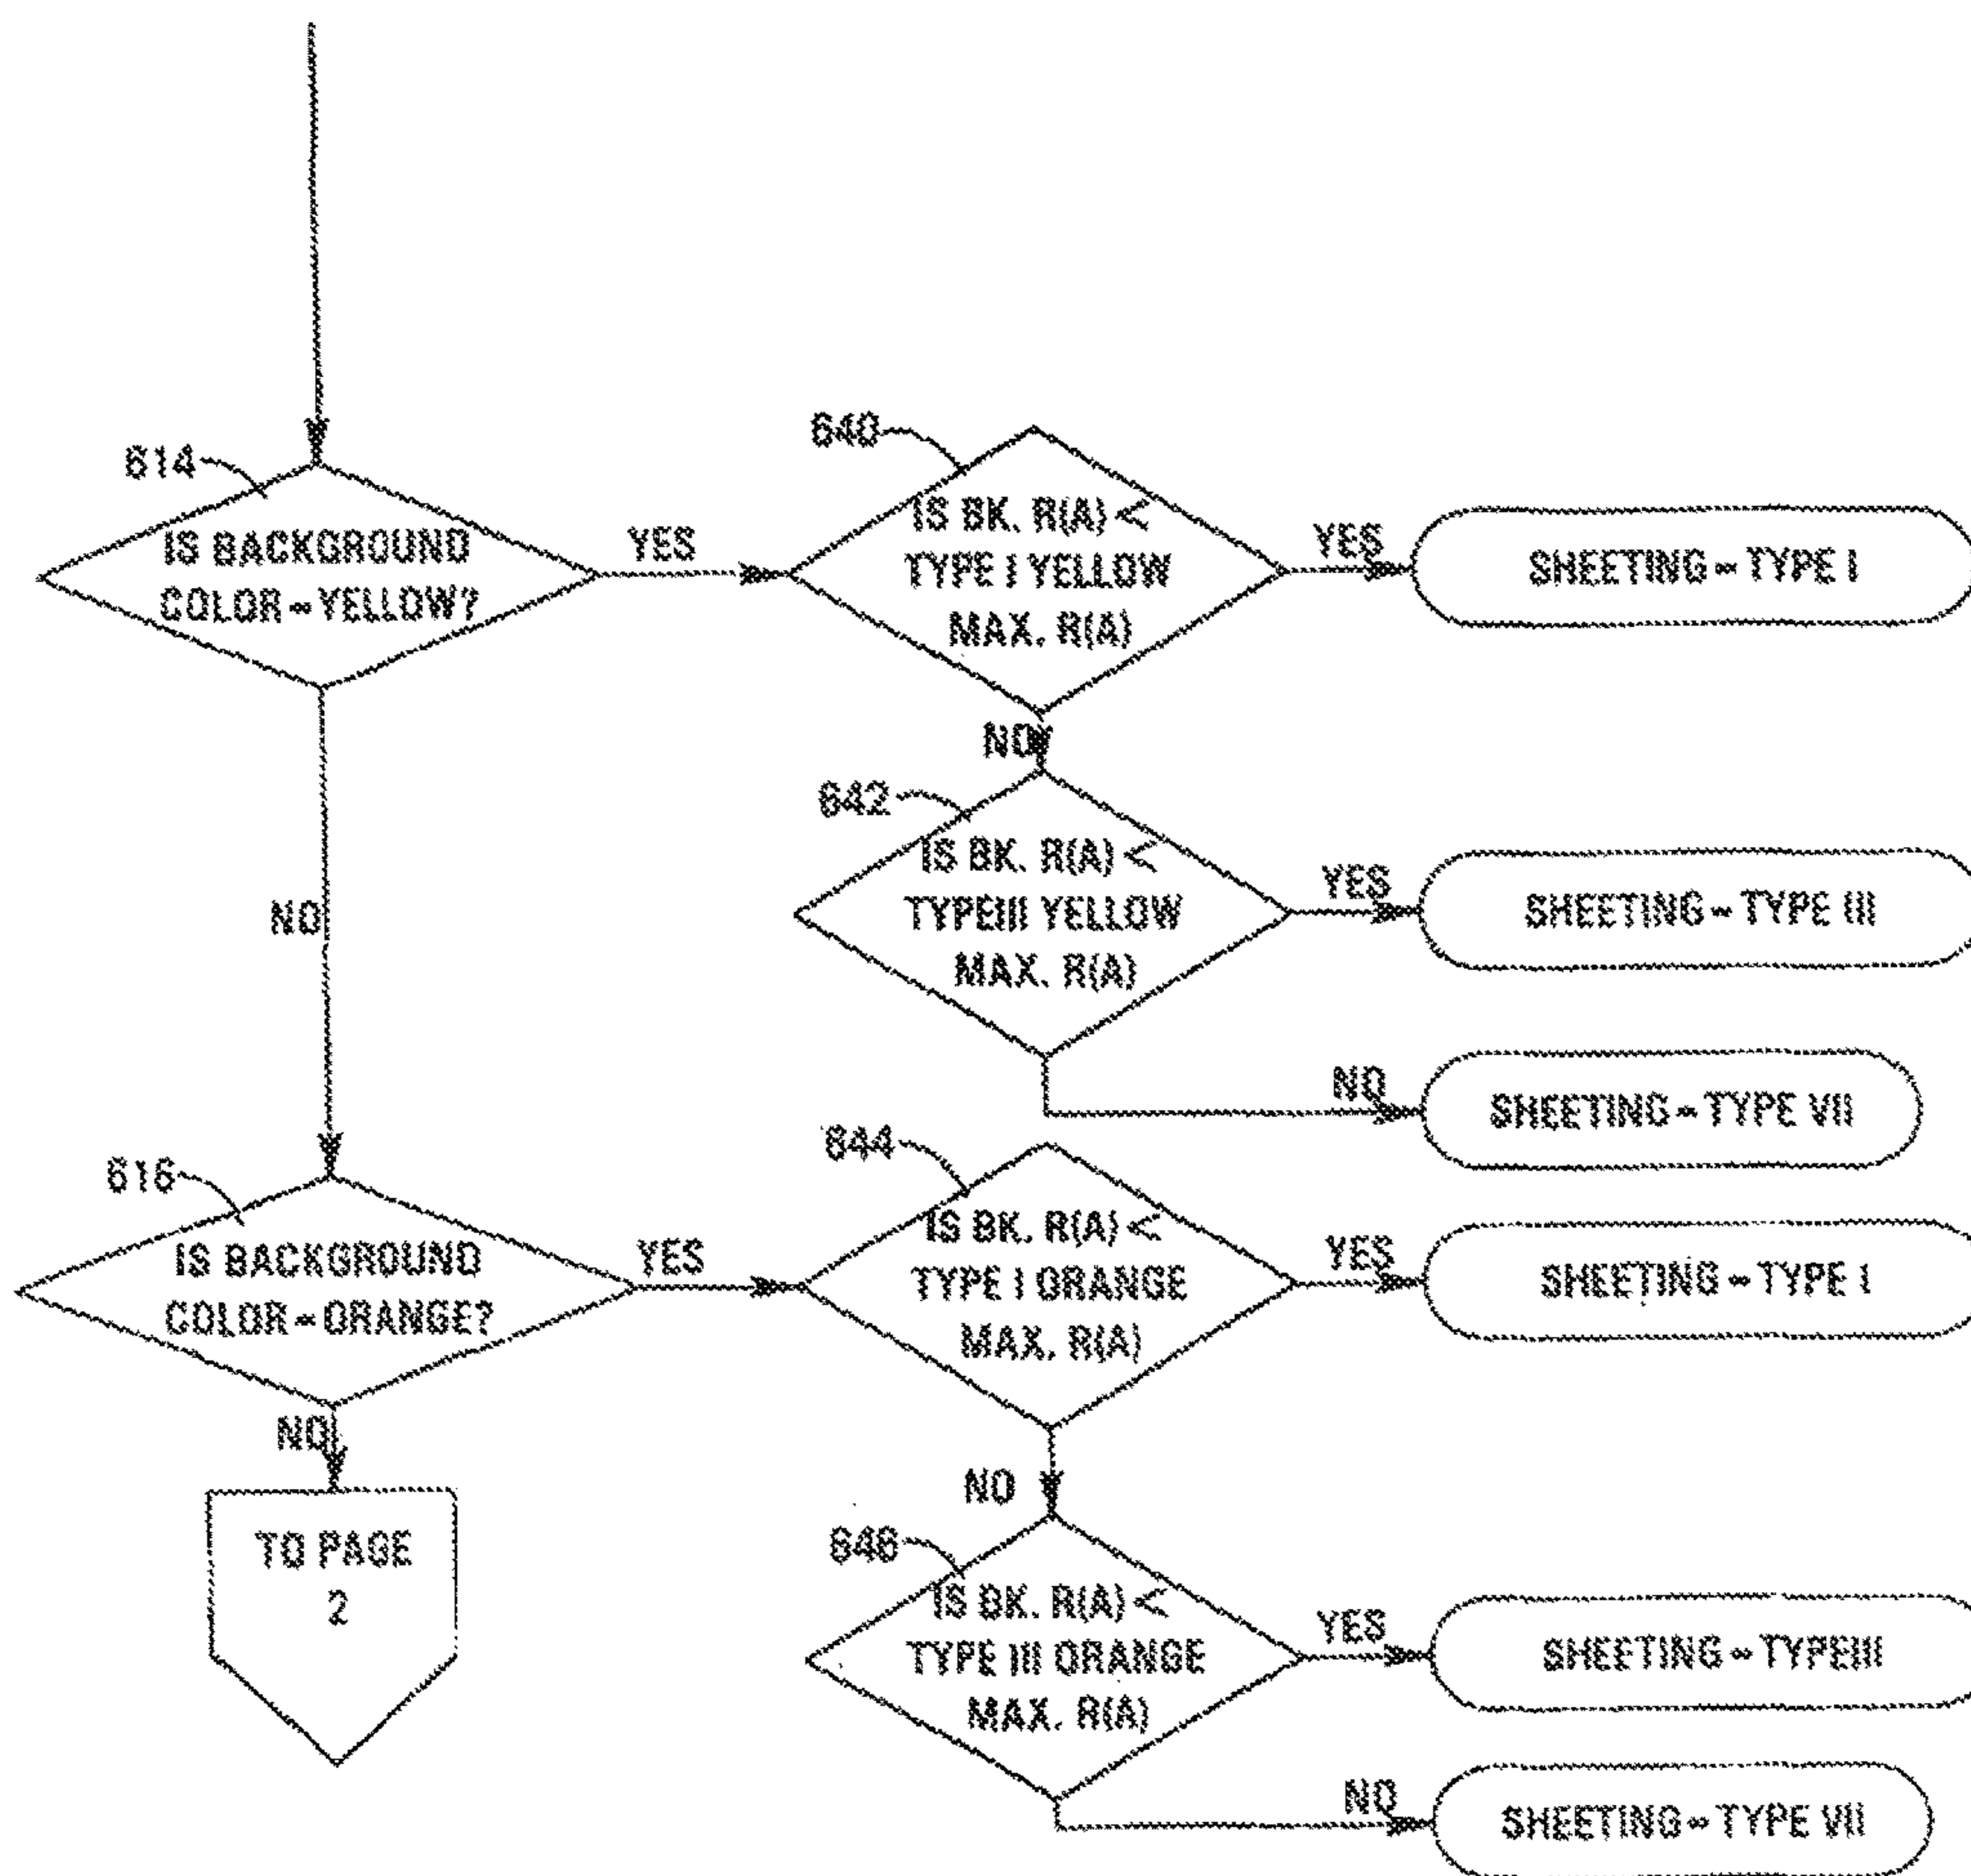 614
IS BACKGROUND
COLOR = YELLOW?
YES
640
IS BK. R(A) <
TYPE I YELLOW
MAX. R(A)
YES
SHEETING = TYPE I
NO
642
IS BK. R(A) <
TYPEIII YELLOW
MAX. R(A)
YES
SHEETING = TYPE III
NO
SHEETING = TYPE VII
NO
616
IS BACKGROUND
COLOR = ORANGE?
YES
644
IS BK. R(A) <
TYPE I ORANGE
MAX. R(A)
YES
SHEETING = TYPE I
NO
TO PAGE
2
NO
646
IS BK. R(A) <
TYPE III ORANGE
MAX. R(A)
YES
SHEETING = TYPEIII
NO
SHEETING = TYPE VII